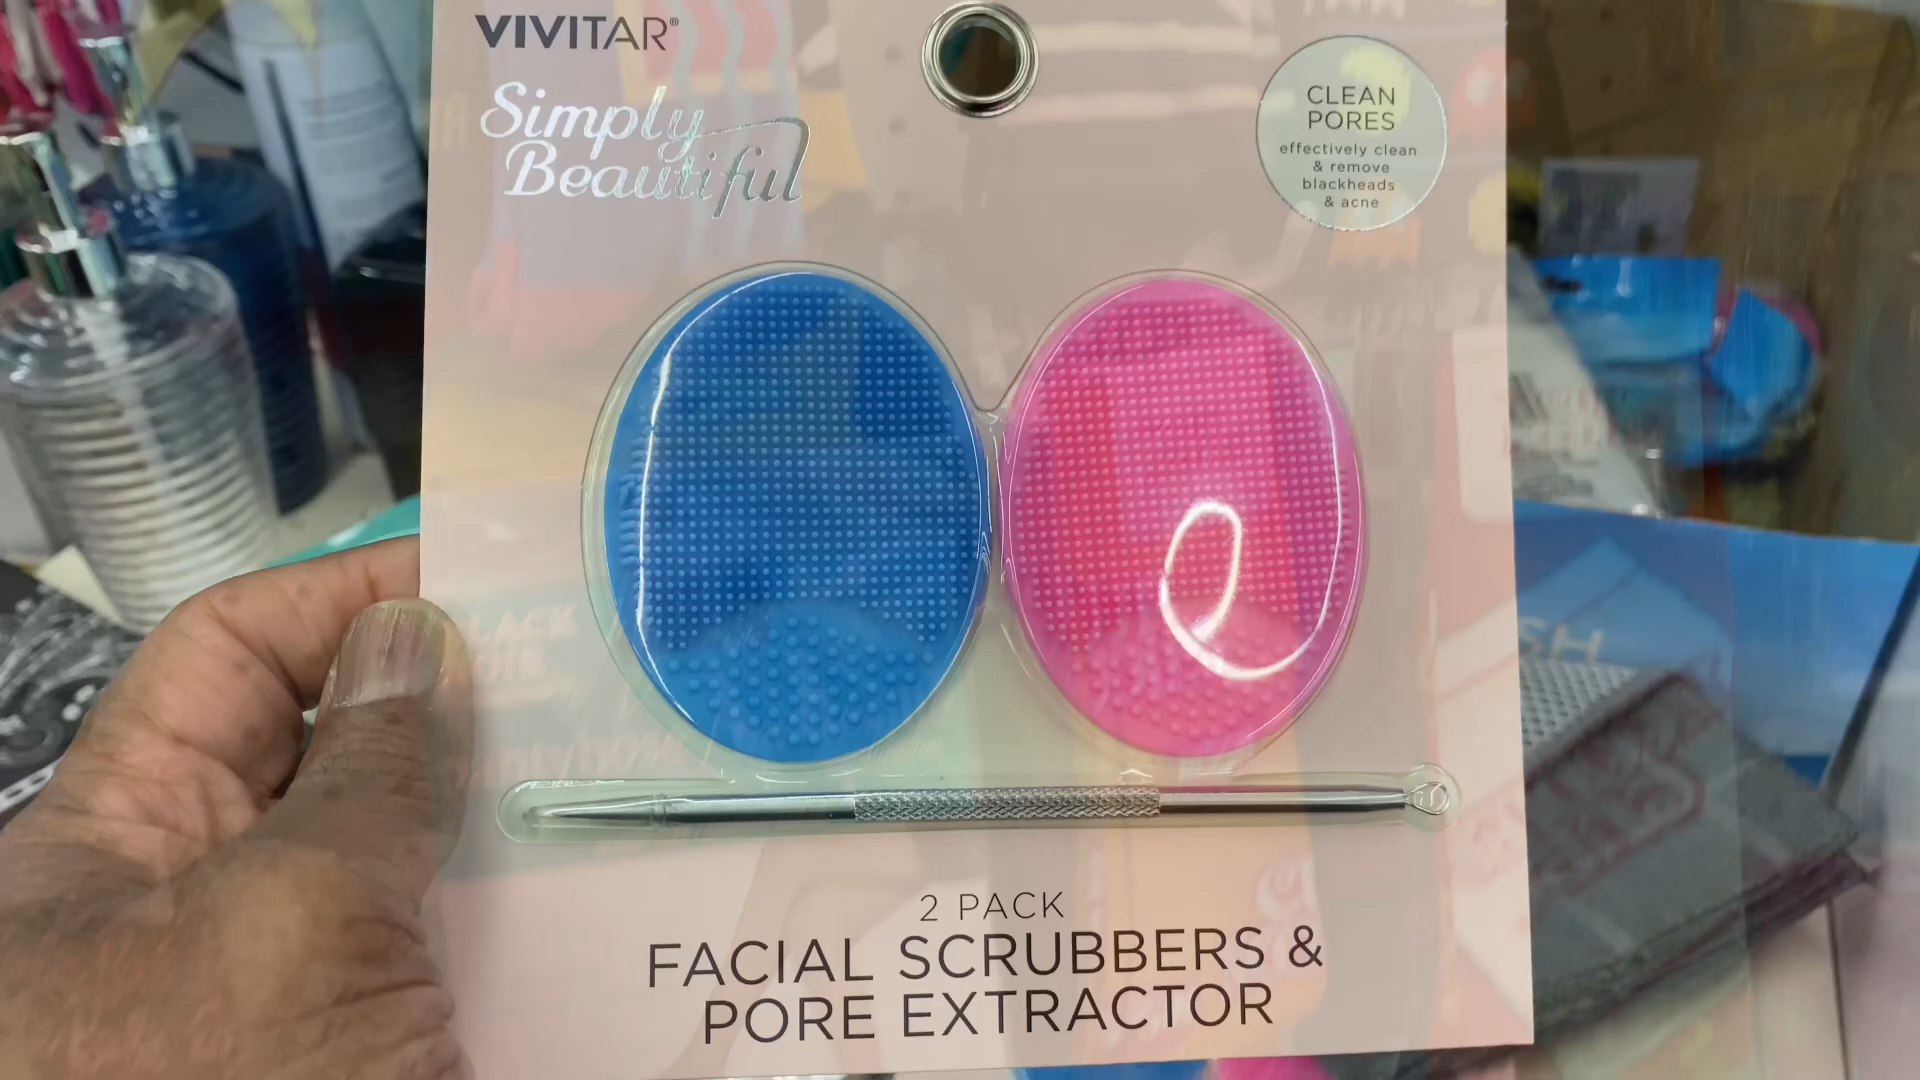 VIVITAR®
Simply
Beautiful
CLEAN
PORES
effectively clean
& remove
blackheads
& acne
2 PACK
FACIAL SCRUBBERS &
PORE EXTRACTOR